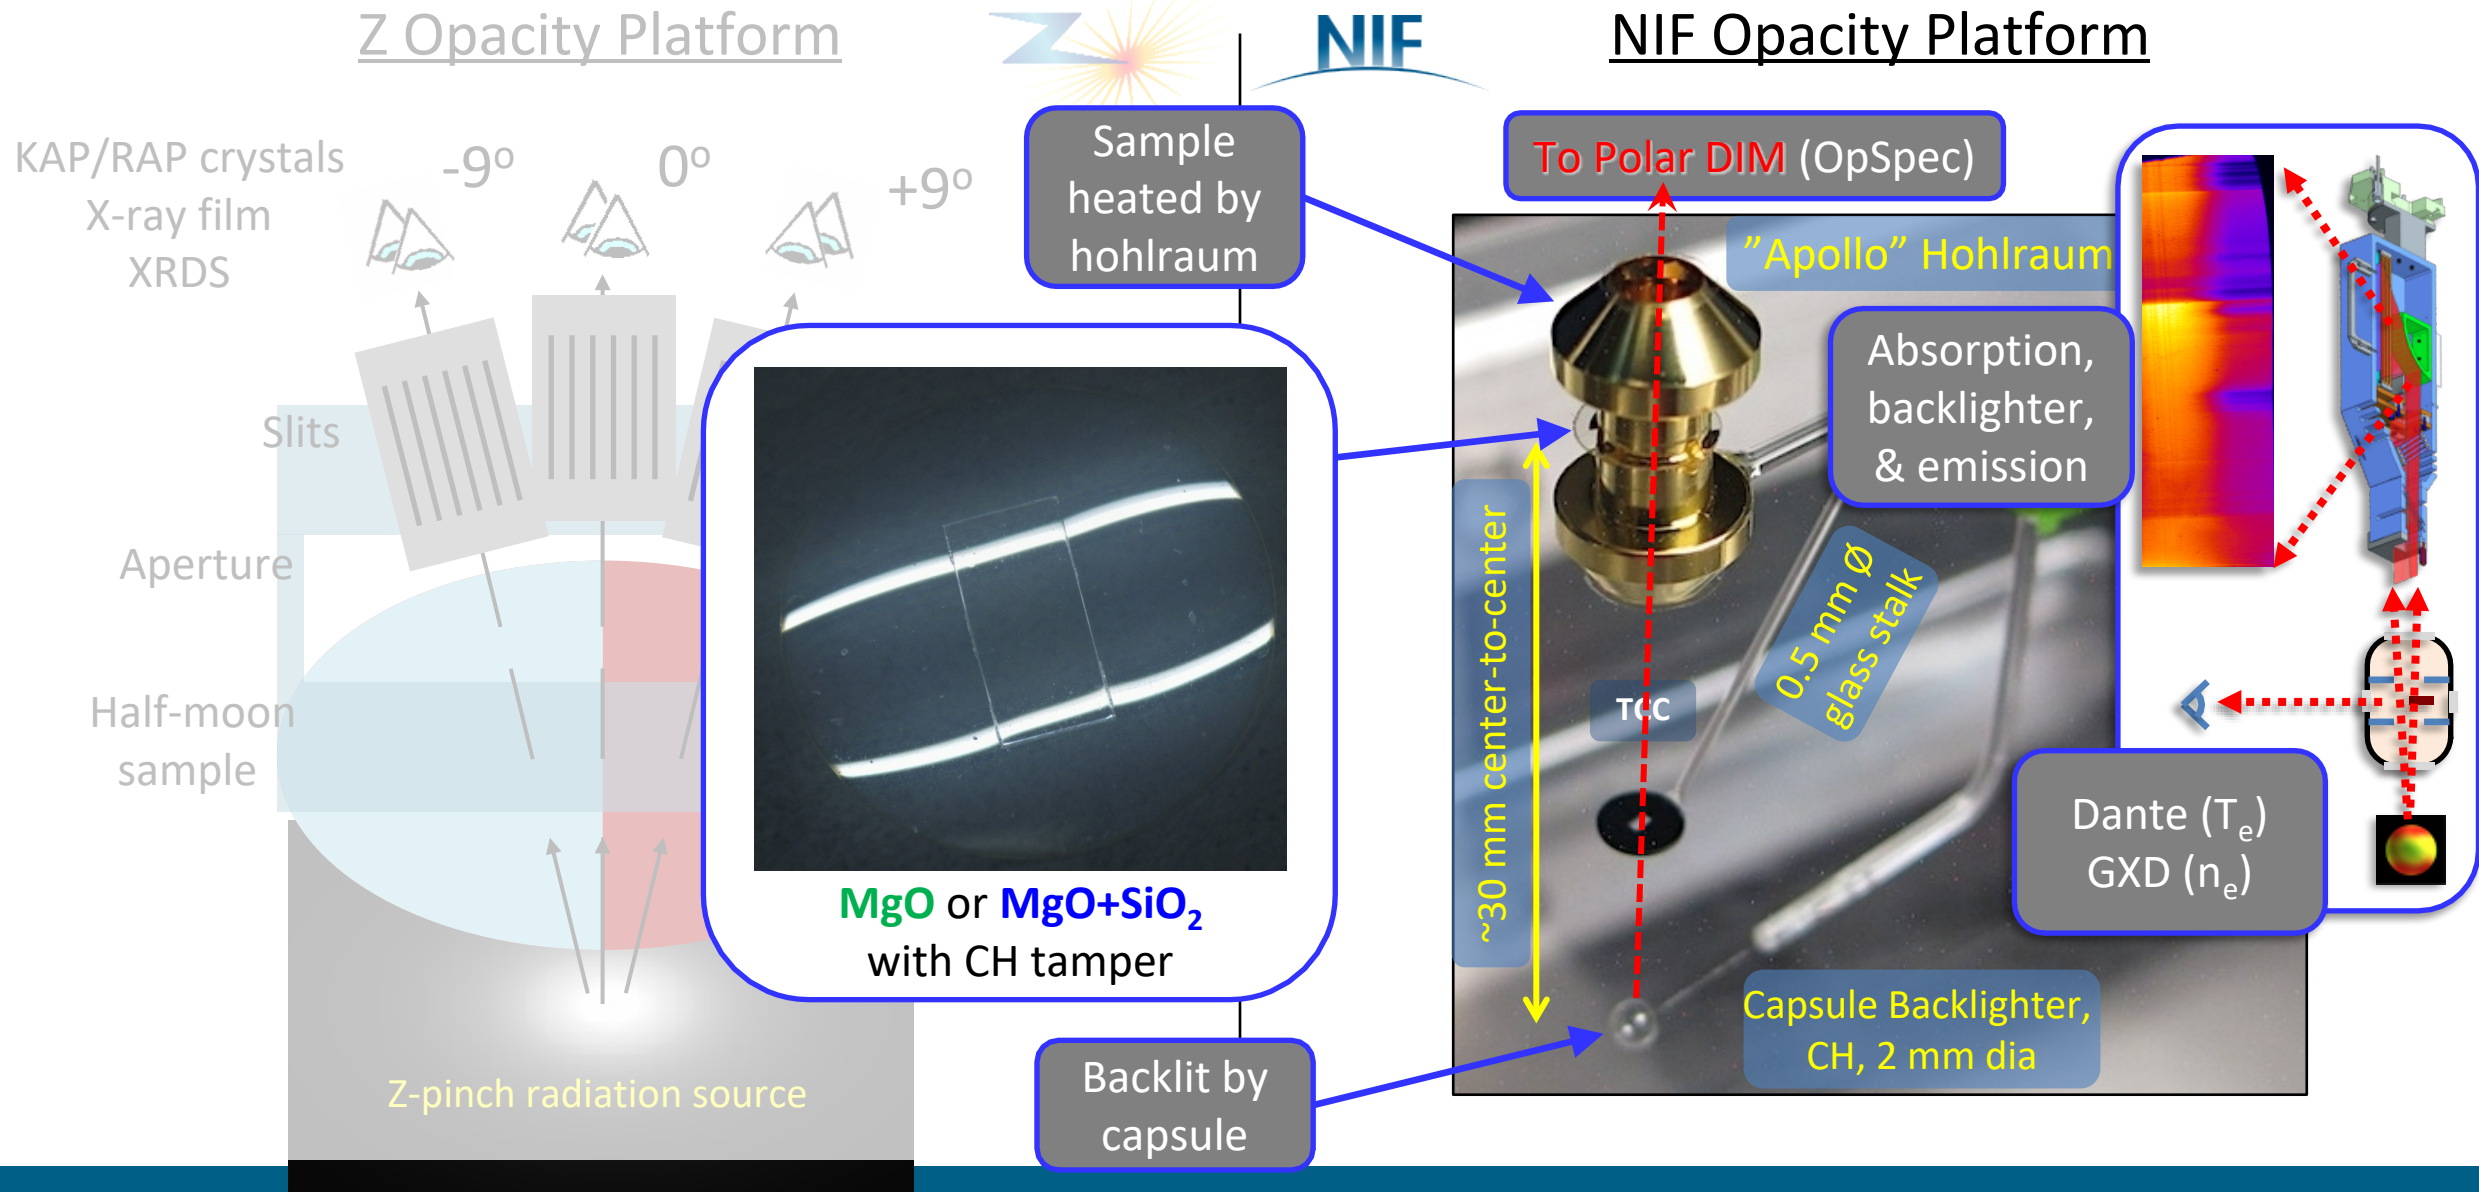 Z Opacity Platform
NIF
NIF Opacity Platform
KAP/RAP crystals
X-ray film
XRDS
-9º
0º
+9º
Slits
Aperture
Half-moon
sample
Z-pinch radiation source
Sample
heated by
hohlraum
MgO or MgO+SiO₂
with CH tamper
Backlit by
capsule
To Polar DIM (OpSpec)
”Apollo” Hohlraum
Absorption,
backlighter,
& emission
~30 mm center-to-center
0.5 mm Ø
glass stalk
TCC
Capsule Backlighter,
CH, 2 mm dia
Dante (Tₑ)
GXD (nₑ)